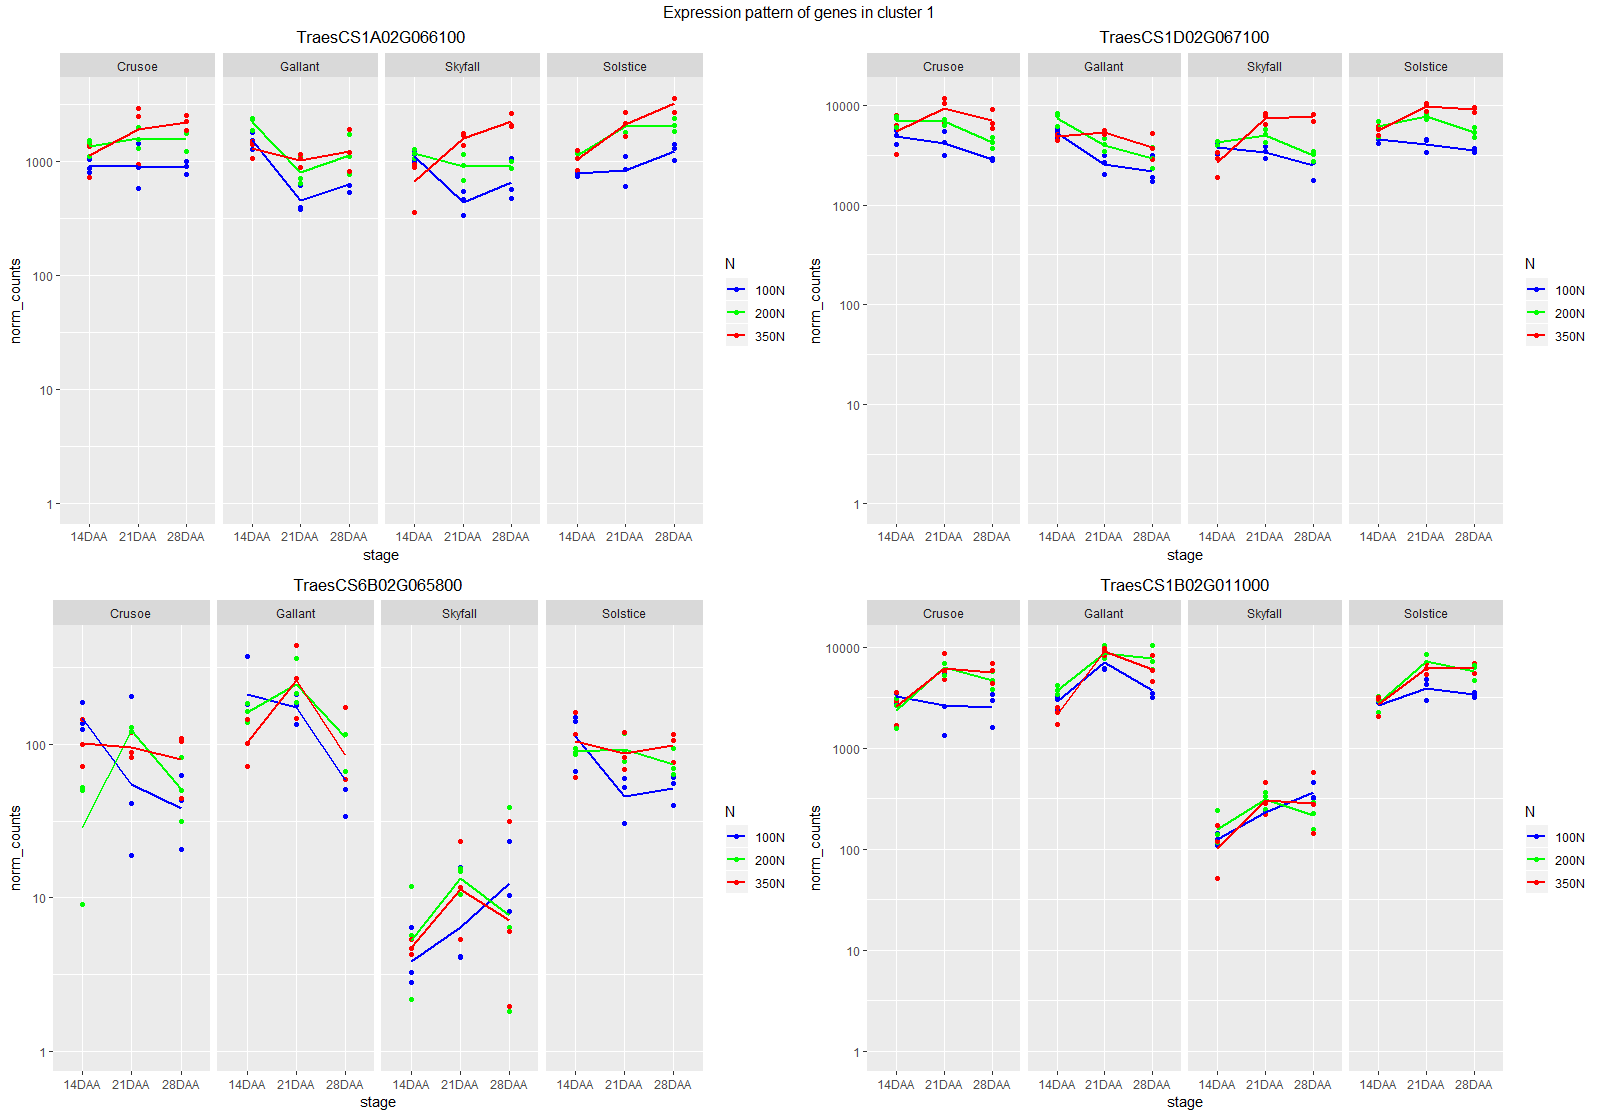 Expression pattern of genes in cluster 1
TraesCS1A02G066100
Crusoe Gallant Skyfall Solstice
1000
100
10
1
norm_counts
14DAA 21DAA 28DAA 14DAA 21DAA 28DAA 14DAA 21DAA 28DAA 14DAA 21DAA 28DAA
stage
N
100N
200N
350N
TraesCS1D02G067100
Crusoe Gallant Skyfall Solstice
10000
1000
100
10
1
norm_counts
14DAA 21DAA 28DAA 14DAA 21DAA 28DAA 14DAA 21DAA 28DAA 14DAA 21DAA 28DAA
stage
N
100N
200N
350N
TraesCS6B02G065800
Crusoe Gallant Skyfall Solstice
100
10
1
norm_counts
14DAA 21DAA 28DAA 14DAA 21DAA 28DAA 14DAA 21DAA 28DAA 14DAA 21DAA 28DAA
stage
N
100N
200N
350N
TraesCS1B02G011000
Crusoe Gallant Skyfall Solstice
10000
1000
100
10
1
norm_counts
14DAA 21DAA 28DAA 14DAA 21DAA 28DAA 14DAA 21DAA 28DAA 14DAA 21DAA 28DAA
stage
N
100N
200N
350N